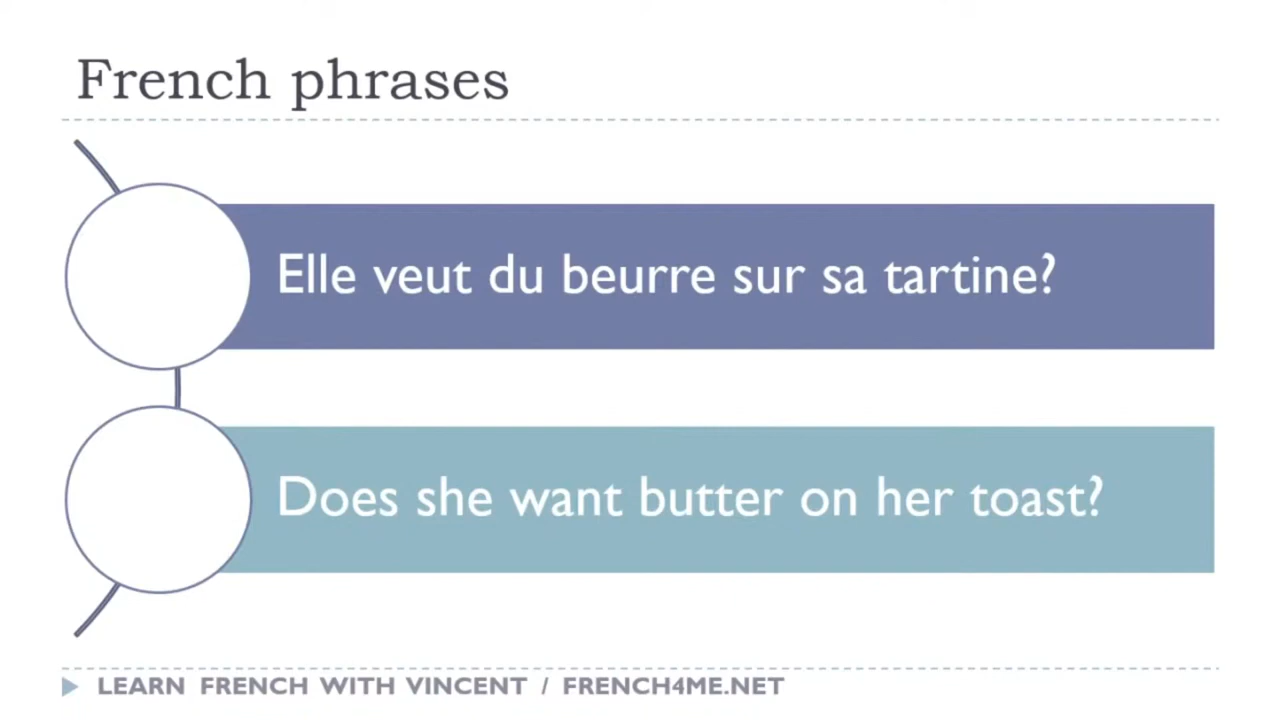 French phrases
Elle veut du beurre sur sa tartine?
Does she want butter on her toast?
LEARN FRENCH WITH VINCENT / FRENCH4ME.NET